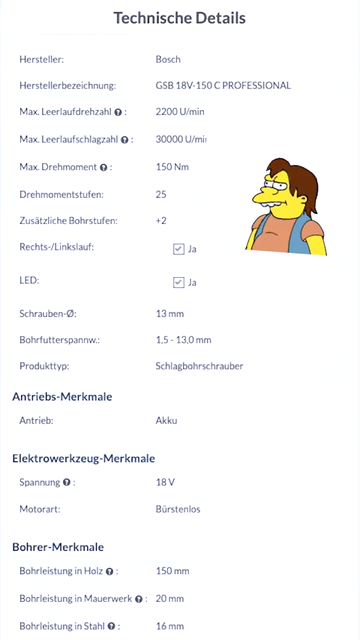 Technische Details
Hersteller: Bosch
Herstellerbezeichnung: GSB 18V-150 C PROFESSIONAL
Max. Leerlaufdrehzahl ? : 2200 U/min
Max. Leerlaufschlagzahl ? : 30000 U/min
Max. Drehmoment ? : 150 Nm
Drehmomentstufen: 25
Zusätzliche Bohrstufen: +2
Rechts-/Linkslauf: Ja
LED: Ja
Schrauben-Ø: 13 mm
Bohrfutterspannw.: 1,5 - 13,0 mm
Produkttyp: Schlagbohrschrauber
Antriebs-Merkmale
Antrieb: Akku
Elektrowerkzeug-Merkmale
Spannung ? : 18 V
Motorart: Bürstenlos
Bohrer-Merkmale
Bohrleistung in Holz ? : 150 mm
Bohrleistung in Mauerwerk ? : 20 mm
Bohrleistung in Stahl ? : 16 mm